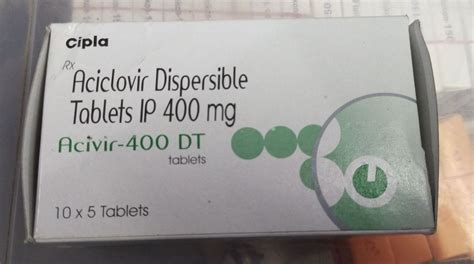 Cipla
Rx
Aciclovir Dispersible
Tablets IP 400 mg
Acivir-400 DT
tablets
10 x 5 Tablets